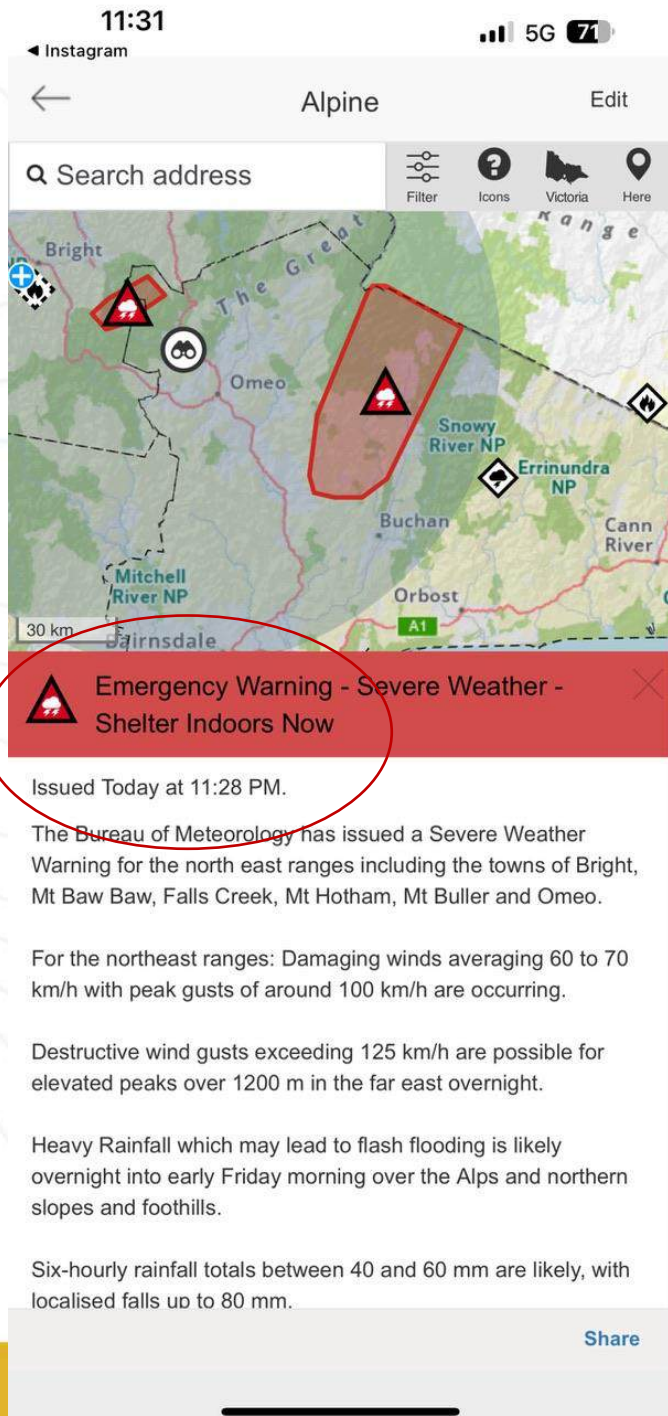 11:31
5G 71
◄ Instagram
Alpine
Edit
Search address
Filter
Icons
Victoria
Here
Range
Bright
The Great
Omeo
Snowy
River NP
Errinundra
NP
Buchan
Cann
River
Mitchell
River NP
Orbost
30 km
Bairnsdale
A1
Emergency Warning - Severe Weather -
Shelter Indoors Now
Issued Today at 11:28 PM.
The Bureau of Meteorology has issued a Severe Weather
Warning for the north east ranges including the towns of Bright,
Mt Baw Baw, Falls Creek, Mt Hotham, Mt Buller and Omeo.
For the northeast ranges: Damaging winds averaging 60 to 70
km/h with peak gusts of around 100 km/h are occurring.
Destructive wind gusts exceeding 125 km/h are possible for
elevated peaks over 1200 m in the far east overnight.
Heavy Rainfall which may lead to flash flooding is likely
overnight into early Friday morning over the Alps and northern
slopes and foothills.
Six-hourly rainfall totals between 40 and 60 mm are likely, with
localised falls up to 80 mm.
Share